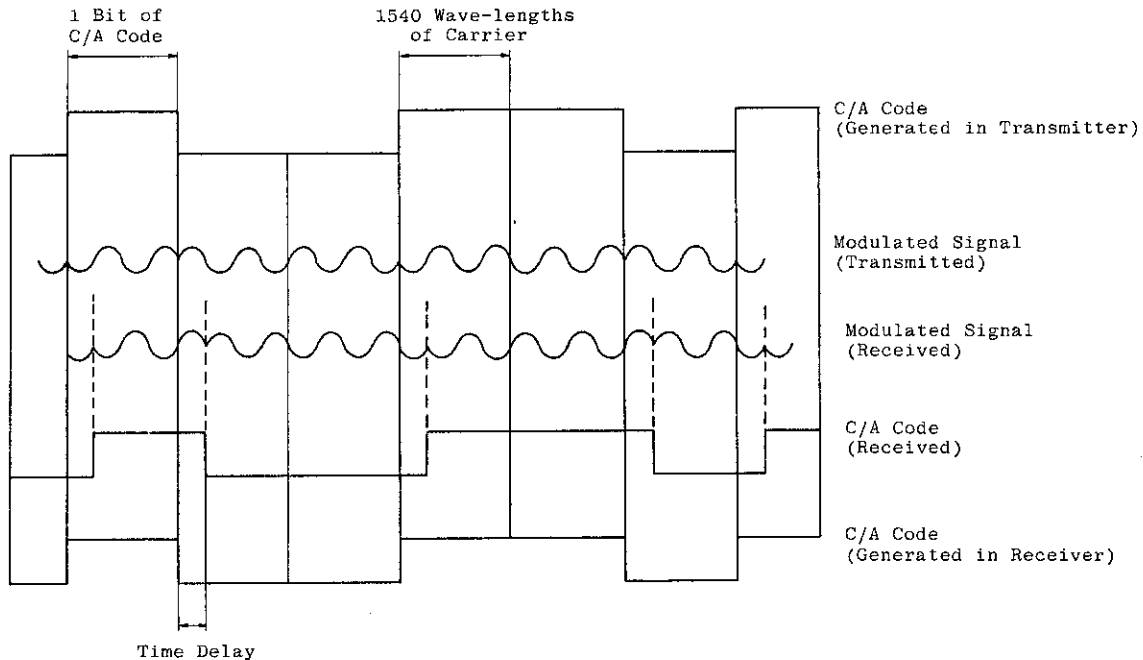 1 Bit of
C/A Code
1540 Wave-lengths
of Carrier
C/A Code
(Generated in Transmitter)
Modulated Signal
(Transmitted)
Modulated Signal
(Received)
C/A Code
(Received)
C/A Code
(Generated in Receiver)
Time Delay